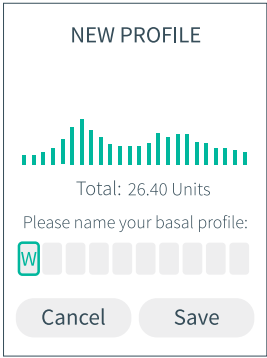 NEW PROFILE
Total: 26.40 Units
Please name your basal profile:
W
Cancel Save